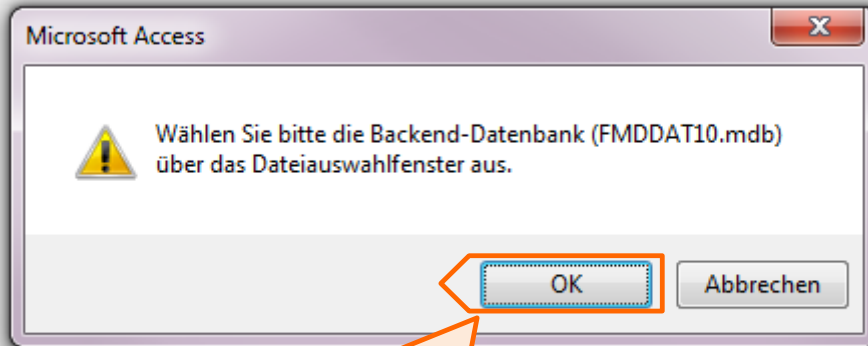 Microsoft Access
Wählen Sie bitte die Backend-Datenbank (FMDDAT10.mdb)
über das Dateiauswahlfenster aus.
OK
Abbrechen